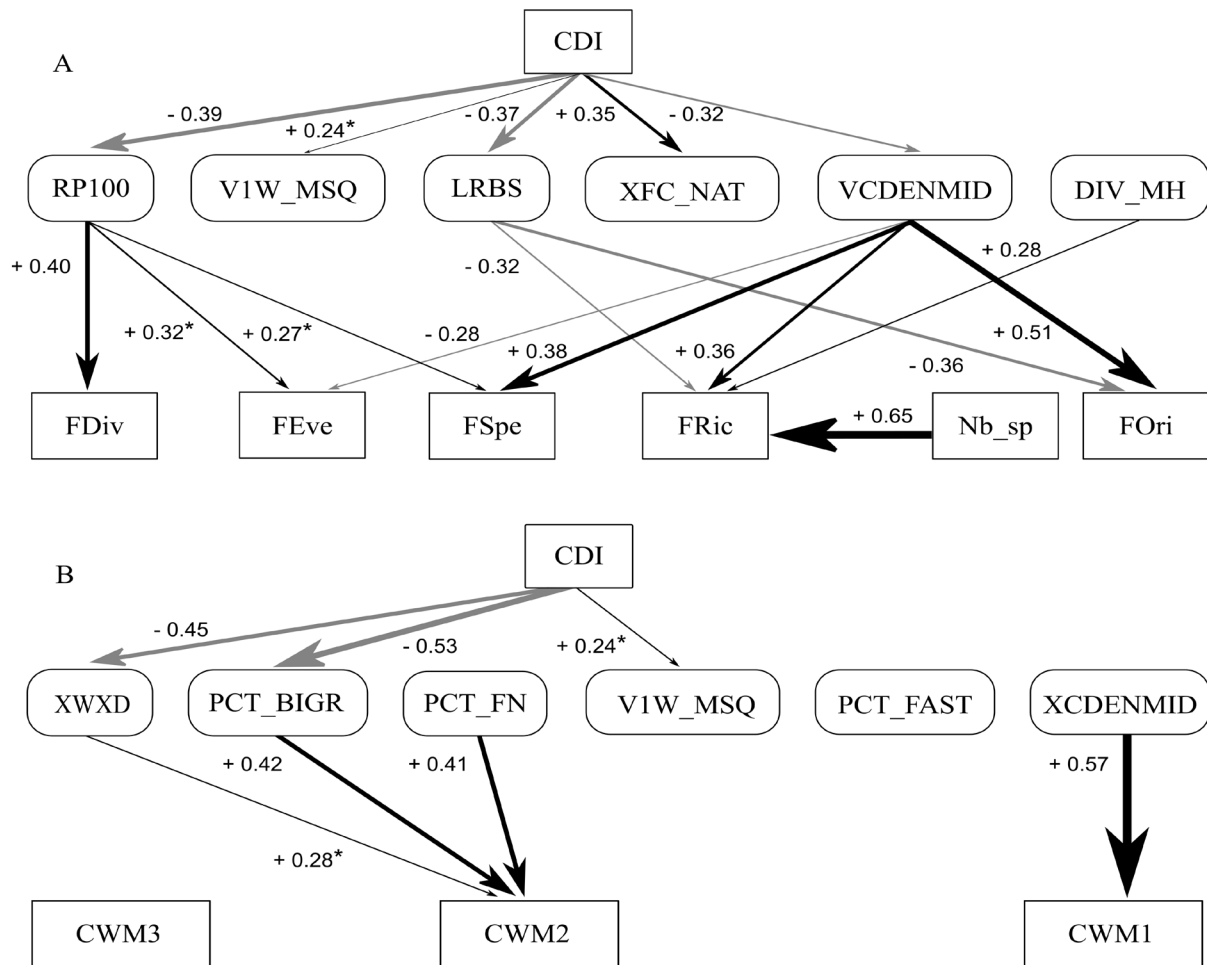 CDI
A
- 0.39
+ 0.24*
- 0.37
+ 0.35
- 0.32
RP100
V1W_MSQ
LRBS
XFC_NAT
VCDENMID
DIV_MH
+ 0.40
- 0.32
+ 0.28
+ 0.32*
+ 0.27*
- 0.28
+ 0.38
+ 0.36
+ 0.51
- 0.36
FDiv
FEve
FSpe
FRic
+ 0.65
Nb_sp
FOri
CDI
B
- 0.45
- 0.53
+ 0.24*
XWXD
PCT_BIGR
PCT_FN
V1W_MSQ
PCT_FAST
XCDENMID
+ 0.42
+ 0.41
+ 0.57
+ 0.28*
CWM3
CWM2
CWM1